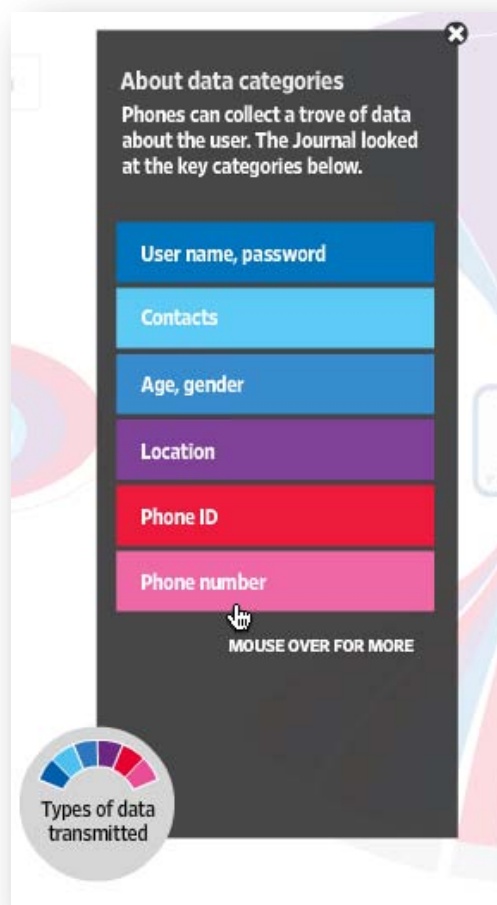 About data categories
Phones can collect a trove of data
about the user. The Journal looked
at the key categories below.
User name, password
Contacts
Age, gender
Location
Phone ID
Phone number
MOUSE OVER FOR MORE
Types of data
transmitted